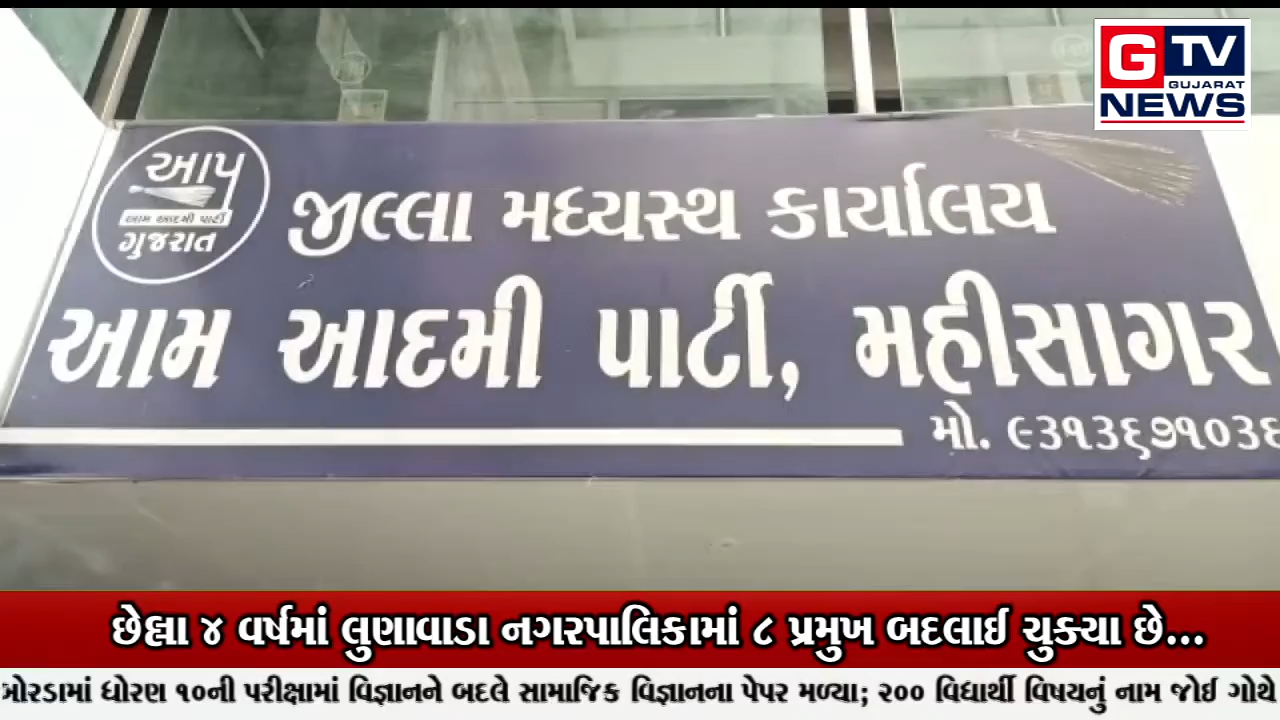 G TV
GUJARAT
NEWS
આપ
આમ આદમી પાર્ટી
ગુજરાત
જીલ્લા મધ્યસ્થ કાર્યાલય
આમ આદમી પાર્ટી, મહીસાગર
મો. ૯૩૧૩૬૭૧૦૩૬
છેલ્લા ૪ વર્ષમાં લુણાવાડા નગરપાલિકામાં ૮ પ્રમુખ બદલાઈ ચુક્યા છે...
ધોરણ ૧૦ની પરીક્ષામાં વિજ્ઞાનને બદલે સામાજિક વિજ્ઞાનના પેપર મળ્યા; ૨૦૦ વિદ્યાર્થી વિષયનું નામ જોઈ ગોથે